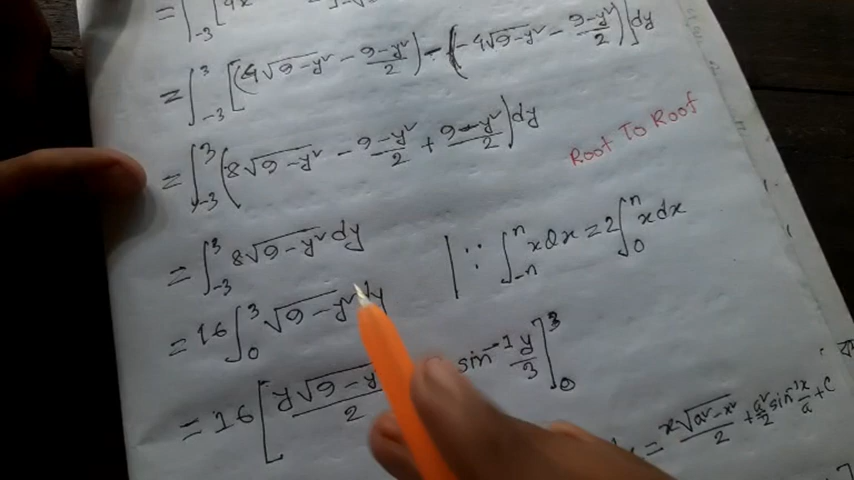 = ∫_{-3}^{3} [(4√9-y² - 9-y²/2) - (-4√9-y² - 9-y²/2)] dy
= ∫_{-3}^{3} (8√9-y² - 9-y²/2 + 9-y²/2) dy
Root To Roof
= ∫_{-3}^{3} 8√9-y² dy | ∵ ∫_{-n}^{n} x dx = 2∫_{0}^{n} x dx
= 16 ∫_{0}^{3} √9-y² dy
= 16 [ y√9-y /2 sin⁻¹ y/3 ]_{0}^{3}
= x√a²-x² /2 + a²/2 sin⁻¹ x/a + c